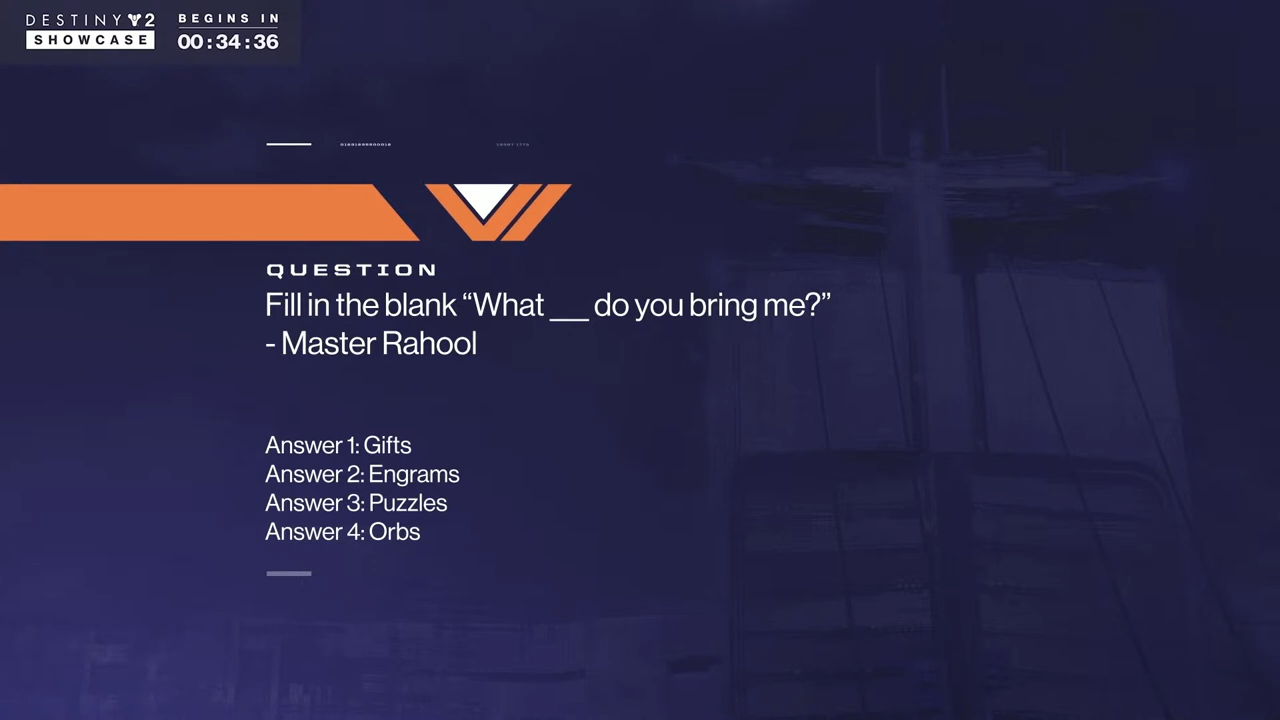 DESTINY 2
SHOWCASE
BEGINS IN
00:34:36
QUESTION
Fill in the blank “What ___ do you bring me?”
- Master Rahool
Answer 1: Gifts
Answer 2: Engrams
Answer 3: Puzzles
Answer 4: Orbs